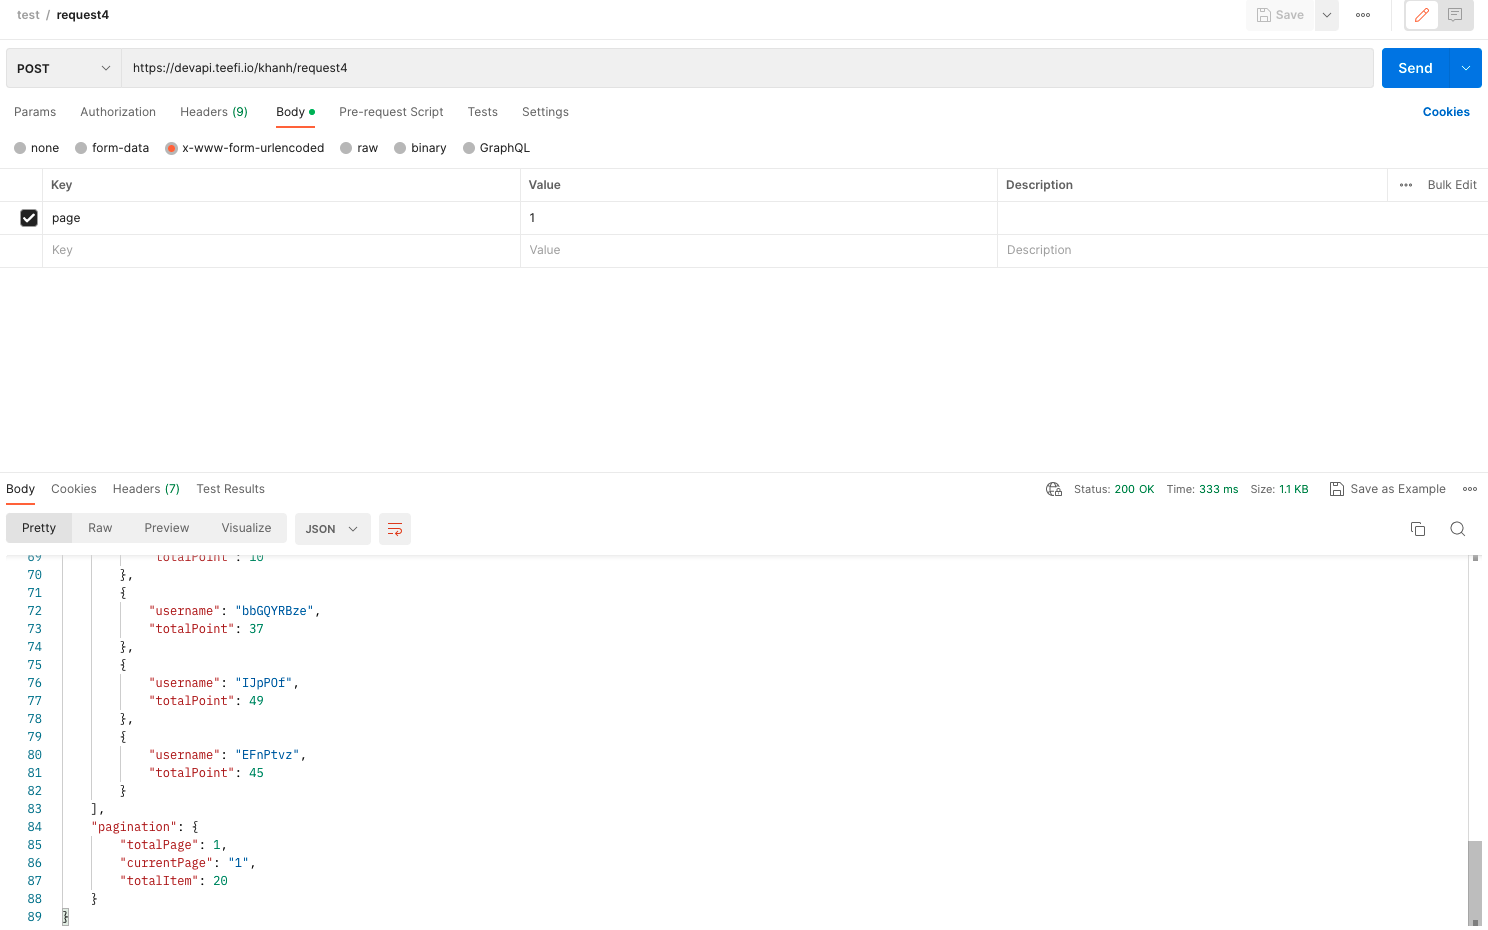 test / request4
Save
POST
https://devapi.teefi.io/khanh/request4
Send
Params Authorization Headers (9) Body Pre-request Script Tests Settings
Cookies
none form-data x-www-form-urlencoded raw binary GraphQL
Key Value Description Bulk Edit
page 1
Key Value Description
Body Cookies Headers (7) Test Results
Status: 200 OK Time: 333 ms Size: 1.1 KB Save as Example
Pretty Raw Preview Visualize JSON
69 "totalPoint": 10
70 },
71 {
72 "username": "bbGQYRBze",
73 "totalPoint": 37
74 },
75 {
76 "username": "IJpPOf",
77 "totalPoint": 49
78 },
79 {
80 "username": "EFnPtvz",
81 "totalPoint": 45
82 }
83 ],
84 "pagination": {
85 "totalPage": 1,
86 "currentPage": "1",
87 "totalItem": 20
88 }
89 }